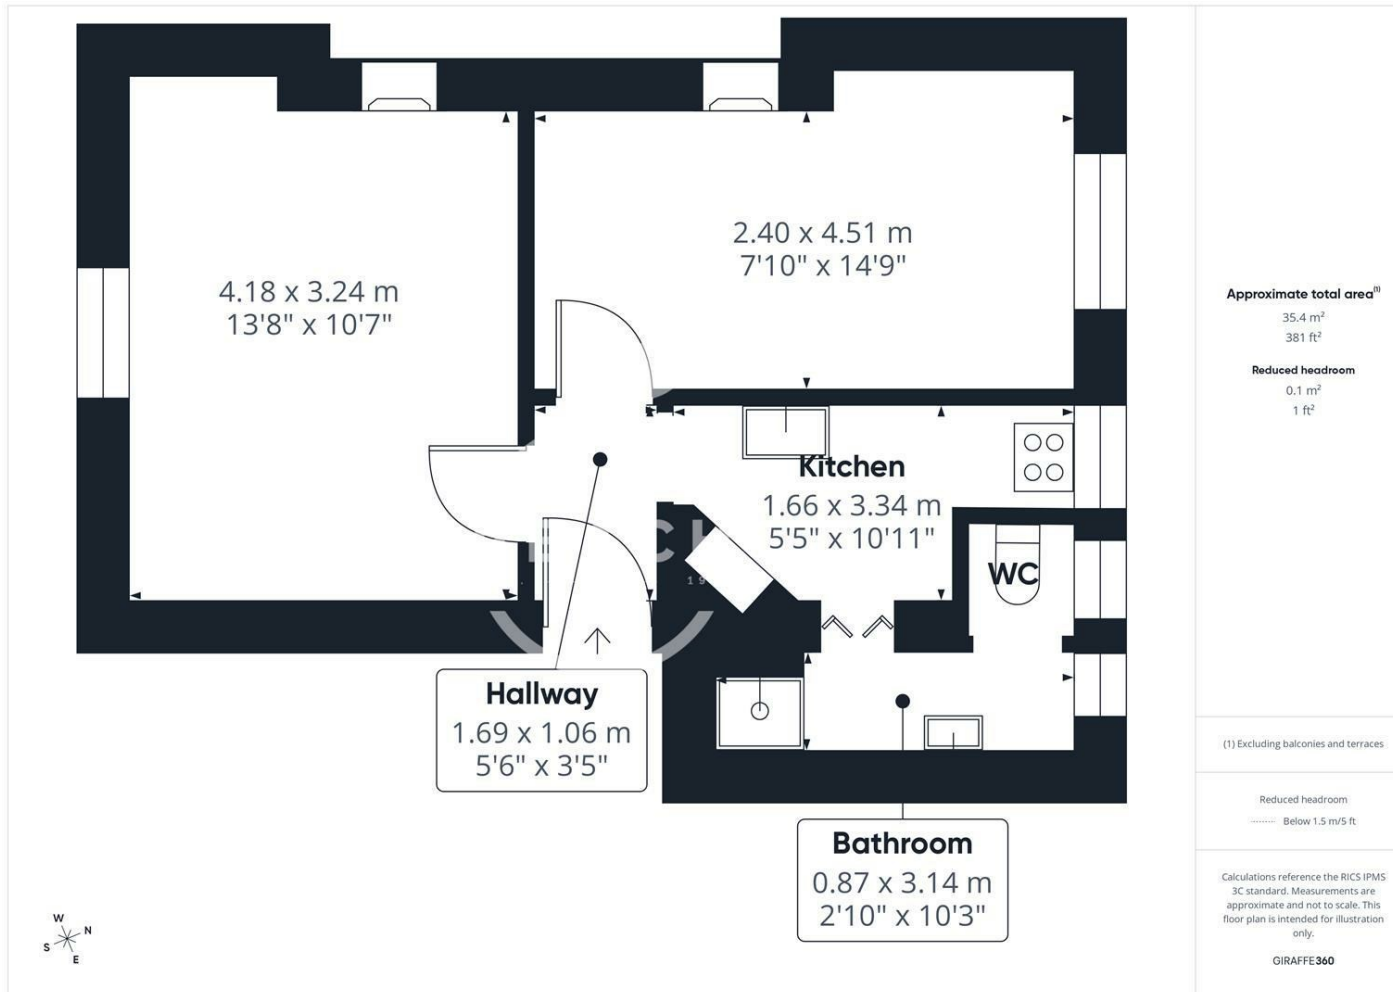 4.18 x 3.24 m
13'8" x 10'7"
2.40 x 4.51 m
7'10" x 14'9"
Kitchen
1.66 x 3.34 m
5'5" x 10'11"
WC
Hallway
1.69 x 1.06 m
5'6" x 3'5"
Bathroom
0.87 x 3.14 m
2'10" x 10'3"
W
N
S
E
Approximate total area(1)
35.4 m²
381 ft²
Reduced headroom
0.1 m²
1 ft²
(1) Excluding balconies and terraces
Reduced headroom
Below 1.5 m/5 ft
Calculations reference the RICS IPMS
3C standard. Measurements are
approximate and not to scale. This
floor plan is intended for illustration
only.
GIRAFFE360